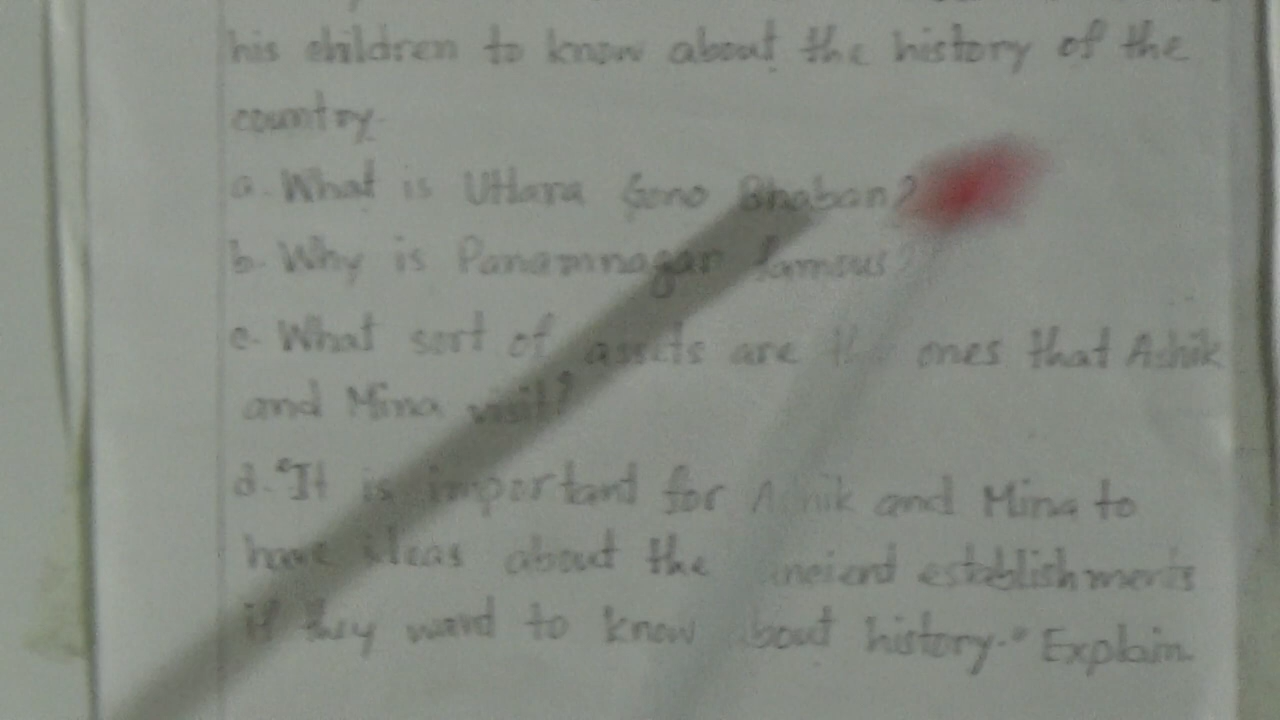 his children to know about the history of the
country.
a. What is Uttara Gono Bhaban?
b. Why is Panamnagar famous?
c. What sort of assets are the ones that Ashik
and Mina visit?
d. "It is important for Ashik and Mina to
have ideas about the ancient establishments
if they want to know about history." Explain.